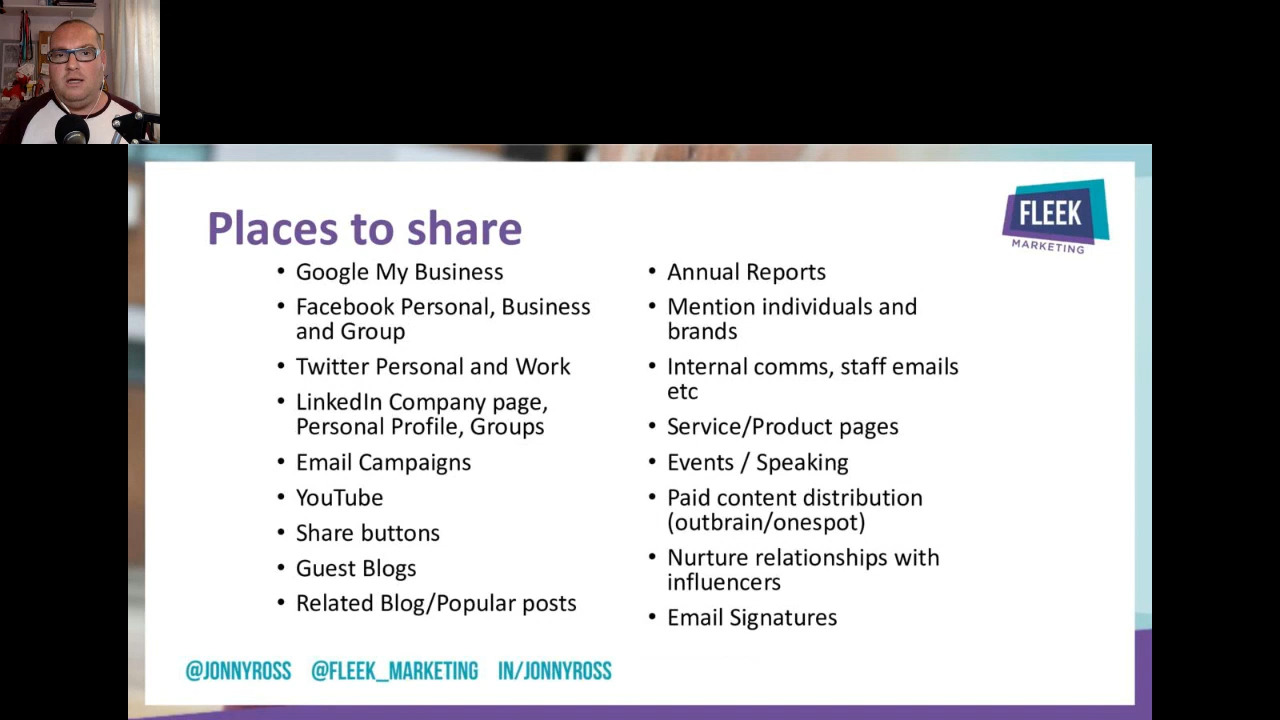 FLEEK
MARKETING
Places to share
• Google My Business
• Facebook Personal, Business
and Group
• Twitter Personal and Work
• LinkedIn Company page,
Personal Profile, Groups
• Email Campaigns
• YouTube
• Share buttons
• Guest Blogs
• Related Blog/Popular posts
• Annual Reports
• Mention individuals and
brands
• Internal comms, staff emails
etc
• Service/Product pages
• Events / Speaking
• Paid content distribution
(outbrain/onespot)
• Nurture relationships with
influencers
• Email Signatures
@JONNYROSS @FLEEK_MARKETING IN/JONNYROSS